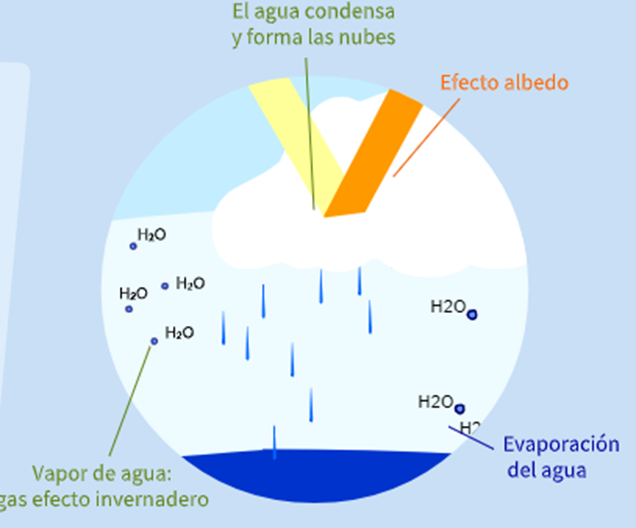 El agua condensa
y forma las nubes
Efecto albedo
H₂O
H₂O
H₂O
H₂O
H2O
H2O
H2
Evaporación
del agua
Vapor de agua:
gas efecto invernadero